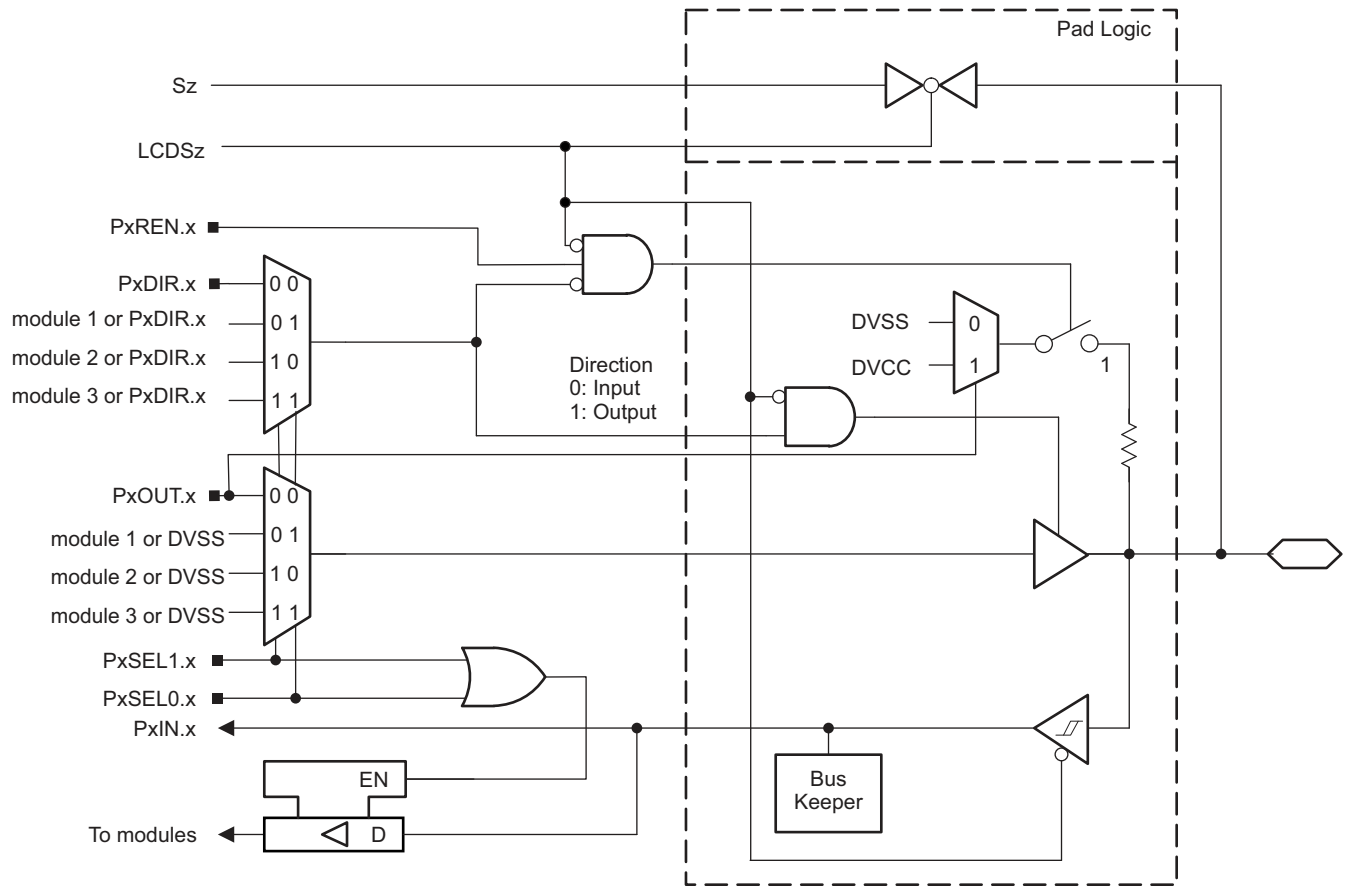 Pad Logic
Sz
LCDSz
PxREN.x
PxDIR.x
0 0
module 1 or PxDIR.x
0 1
module 2 or PxDIR.x
1 0
module 3 or PxDIR.x
1 1
Direction
0: Input
1: Output
DVSS
0
DVCC
1
1
PxOUT.x
0 0
module 1 or DVSS
0 1
module 2 or DVSS
1 0
module 3 or DVSS
1 1
PxSEL1.x
PxSEL0.x
PxIN.x
EN
D
To modules
Bus
Keeper